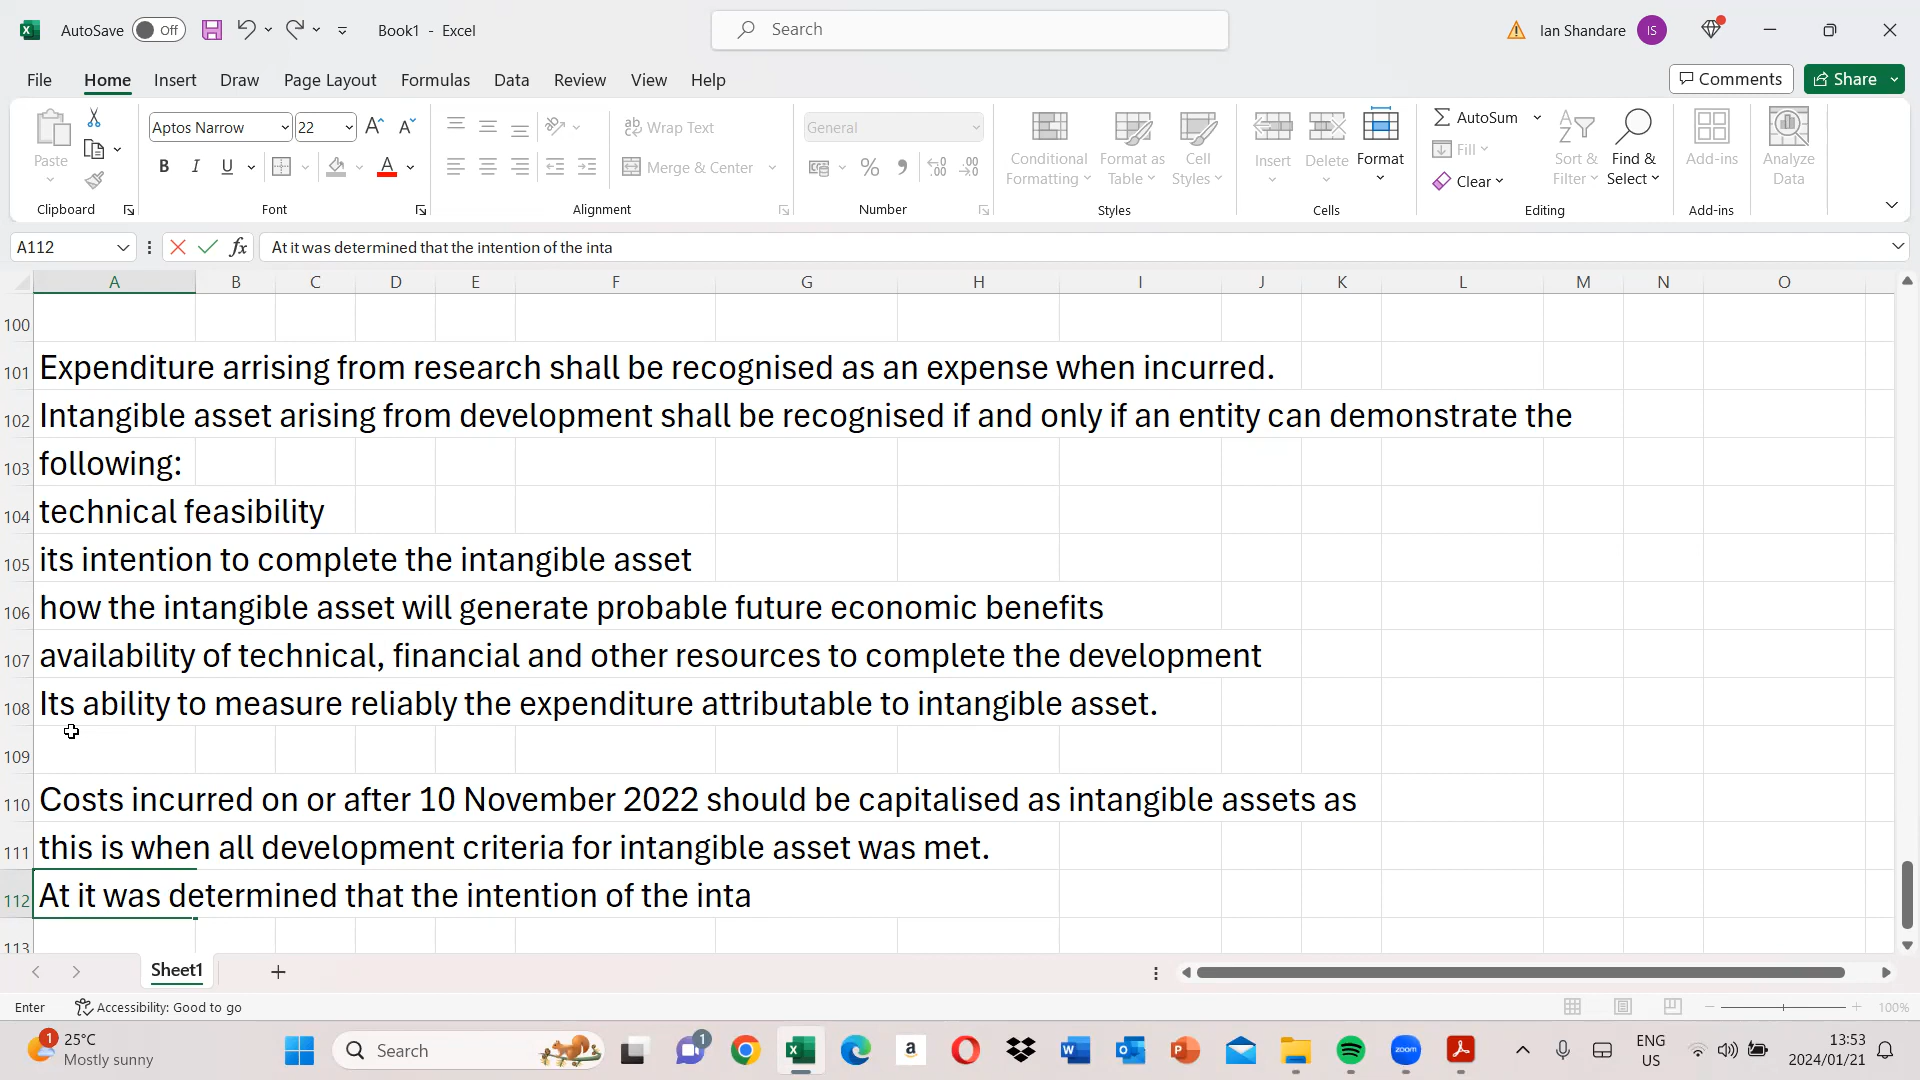 AutoSave Off Book1 - Excel Search Ian Shandare IS
File Home Insert Draw Page Layout Formulas Data Review View Help Comments Share
Paste Aptos Narrow 22 Wrap Text General Conditional Formatting Format as Table Cell Styles Insert Delete Format AutoSum Fill Clear Sort & Filter Find & Select Add-ins Analyze Data
B I U A Merge & Center % .00
Clipboard Font Alignment Number Styles Cells Editing Add-ins
A112 fx At it was determined that the intention of the inta
A B C D E F G H I J K L M N O
100
101 Expenditure arrising from research shall be recognised as an expense when incurred.
102 Intangible asset arising from development shall be recognised if and only if an entity can demonstrate the
103 following:
104 technical feasibility
105 its intention to complete the intangible asset
106 how the intangible asset will generate probable future economic benefits
107 availability of technical, financial and other resources to complete the development
108 Its ability to measure reliably the expenditure attributable to intangible asset.
109
110 Costs incurred on or after 10 November 2022 should be capitalised as intangible assets as
111 this is when all development criteria for intangible asset was met.
112 At it was determined that the intention of the inta
113
Sheet1
Enter Accessibility: Good to go 100%
1 25°C Search 1 zoom ENG 13:53
Mostly sunny US 2024/01/21